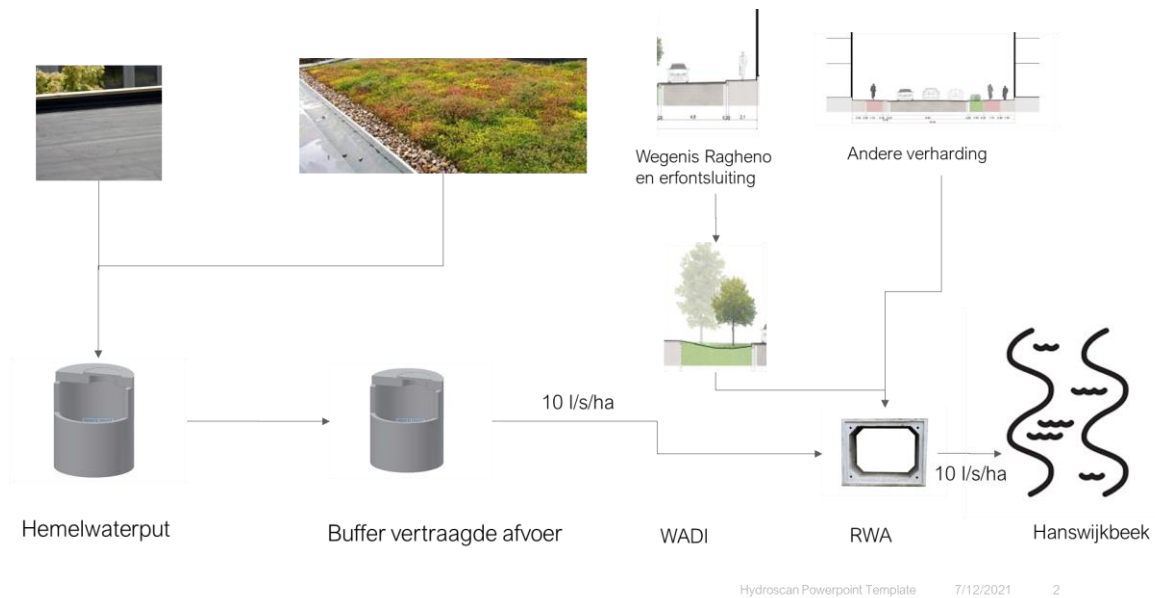 Wegenis Ragheno
en erfontsluiting
Andere verharding
10 l/s/ha
10 l/s/ha
Hemelwaterput
Buffer vertraagde afvoer
WADI
RWA
Hanswijkbeek
Hydroscan Powerpoint Template 7/12/2021 2